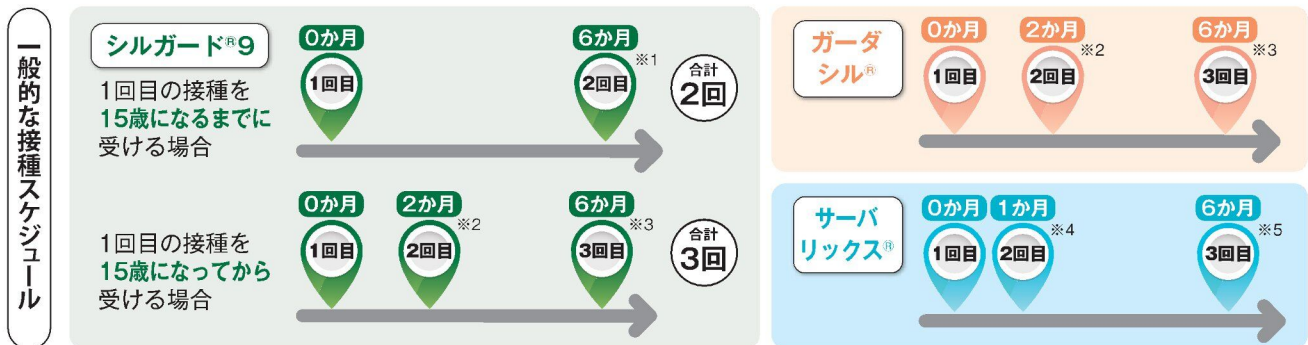 一般的な接種スケジュール
シルガード®9
1回目の接種を
15歳になるまでに
受ける場合
0か月
1回目
6か月
※1
2回目
合計
2回
1回目の接種を
15歳になってから
受ける場合
0か月
1回目
2か月
※2
2回目
6か月
※3
3回目
合計
3回
ガーダ
シル®
0か月
1回目
2か月
※2
2回目
6か月
※3
3回目
サーバ
リックス®
0か月
1回目
1か月
※4
2回目
6か月
※5
3回目